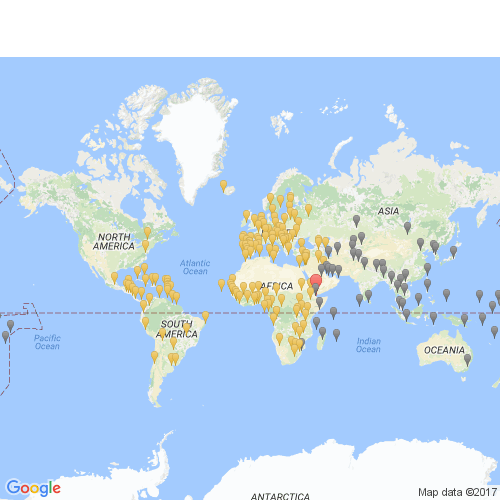 ASIA
NORTH
AMERICA
Atlantic
Ocean
AFRICA
SOUTH
AMERICA
Pacific
Ocean
Indian
Ocean
OCEANIA
Google
Map data ©2017
ANTARCTICA